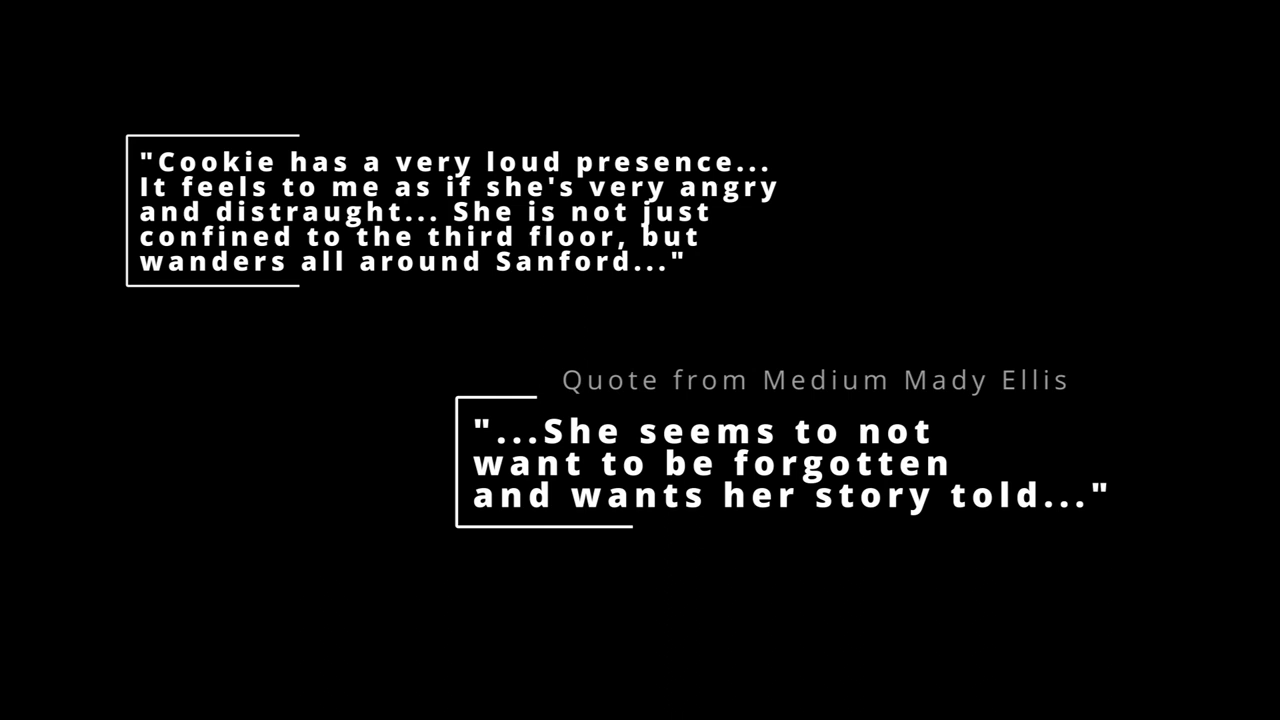 "Cookie has a very loud presence...
It feels to me as if she's very angry
and distraught... She is not just
confined to the third floor, but
wanders all around Sanford..."
Quote from Medium Mady Ellis
"...She seems to not
want to be forgotten
and wants her story told..."